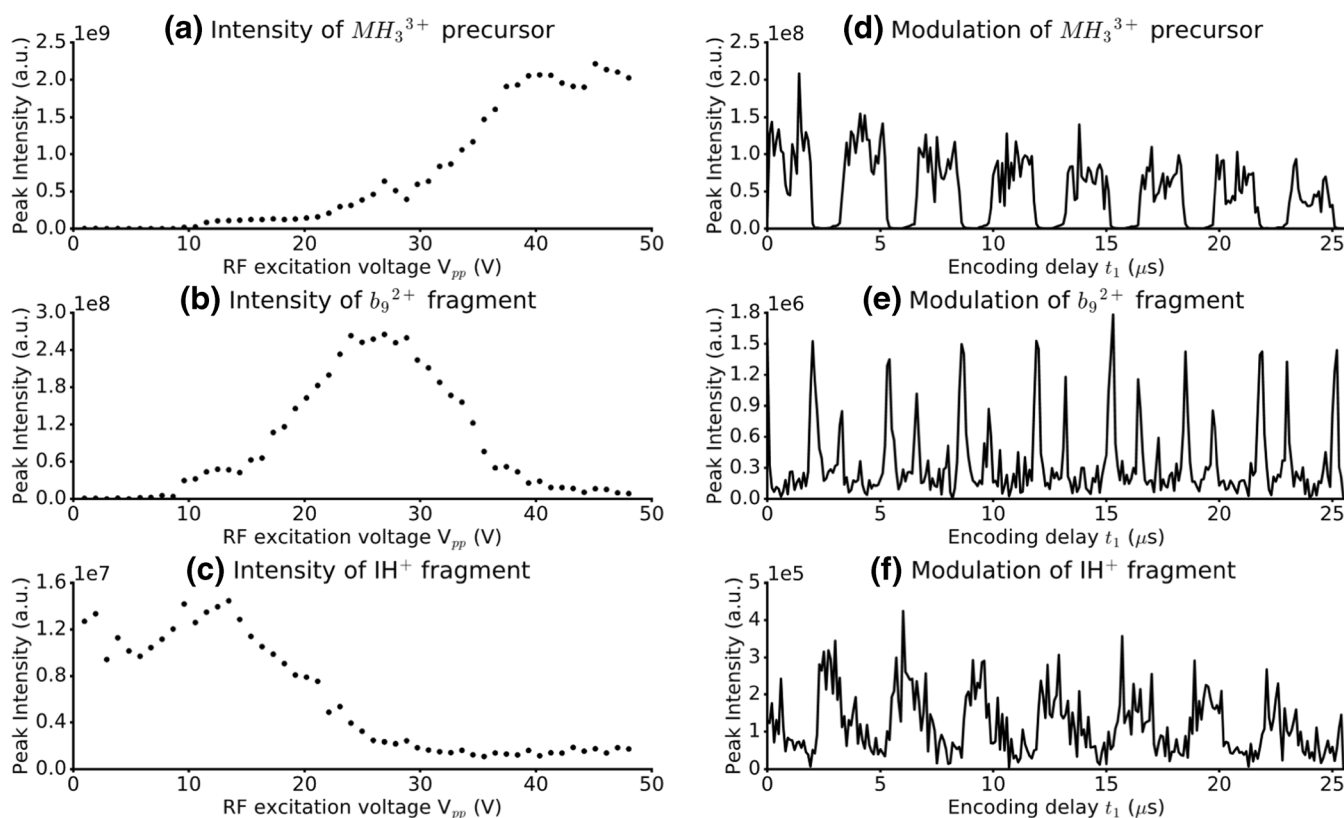 (a) Intensity of MH₃³⁺ precursor
1e9
Peak Intensity (a.u.)
2.5
2.0
1.5
1.0
0.5
0.0
0 10 20 30 40 50
RF excitation voltage Vₚₚ (V)
(d) Modulation of MH₃³⁺ precursor
1e8
Peak Intensity (a.u.)
2.5
2.0
1.5
1.0
0.5
0.0
0 5 10 15 20 25
Encoding delay t₁ (μs)
(b) Intensity of b₉²⁺ fragment
1e8
Peak Intensity (a.u.)
3.0
2.4
1.8
1.2
0.6
0.0
0 10 20 30 40 50
RF excitation voltage Vₚₚ (V)
(e) Modulation of b₉²⁺ fragment
1e6
Peak Intensity (a.u.)
1.8
1.5
1.2
0.9
0.6
0.3
0.0
0 5 10 15 20 25
Encoding delay t₁ (μs)
(c) Intensity of IH⁺ fragment
1e7
Peak Intensity (a.u.)
1.6
1.2
0.8
0.4
0.0
0 10 20 30 40 50
RF excitation voltage Vₚₚ (V)
(f) Modulation of IH⁺ fragment
1e5
Peak Intensity (a.u.)
5
4
3
2
1
0
0 5 10 15 20 25
Encoding delay t₁ (μs)